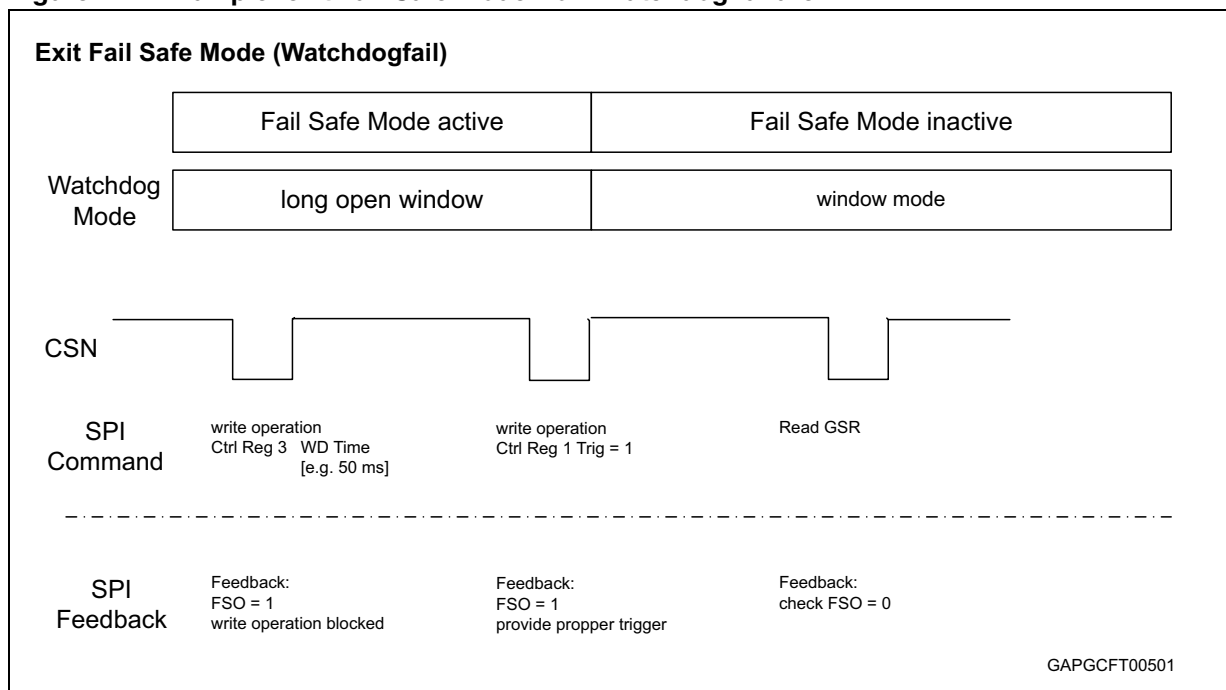 Exit Fail Safe Mode (Watchdogfail)
Fail Safe Mode active
Fail Safe Mode inactive
Watchdog
Mode
long open window
window mode
CSN
SPI
Command
write operation
Ctrl Reg 3 WD Time
[e.g. 50 ms]
write operation
Ctrl Reg 1 Trig = 1
Read GSR
SPI
Feedback
Feedback:
FSO = 1
write operation blocked
Feedback:
FSO = 1
provide propper trigger
Feedback:
check FSO = 0
GAPGCFT00501